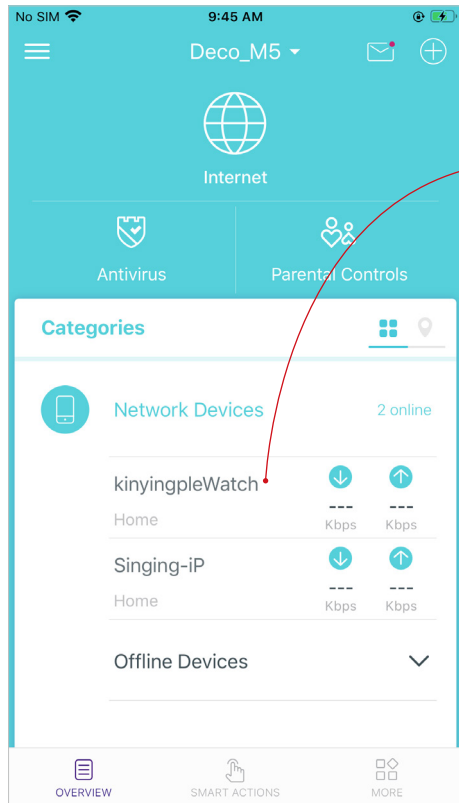 No SIM 9:45 AM
Deco_M5
Internet
Antivirus Parental Controls
Categories
Network Devices 2 online
kinyingpleWatch
--- ---
Home Kbps Kbps
Singing-iP
--- ---
Home Kbps Kbps
Offline Devices
OVERVIEW SMART ACTIONS MORE